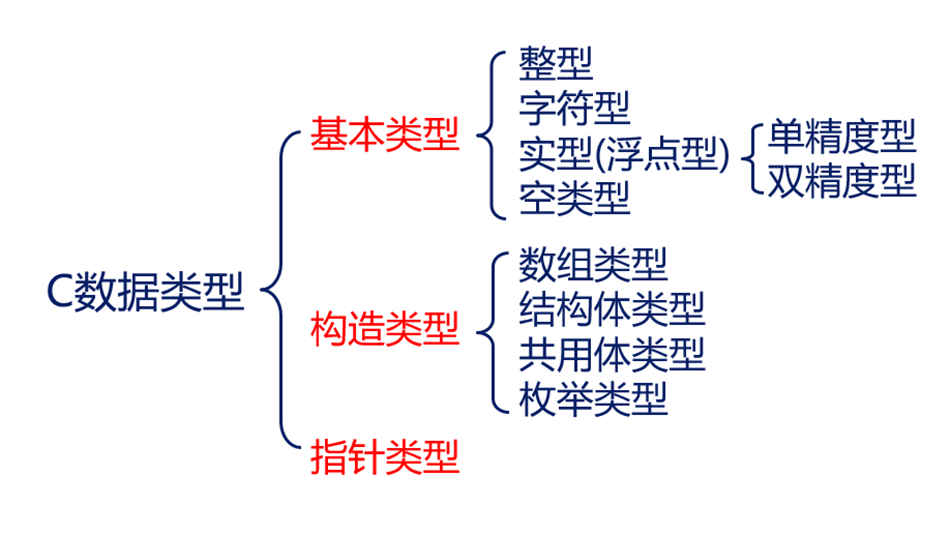 C数据类型
基本类型
整型
字符型
实型(浮点型)
单精度型
双精度型
空类型
构造类型
数组类型
结构体类型
共用体类型
枚举类型
指针类型